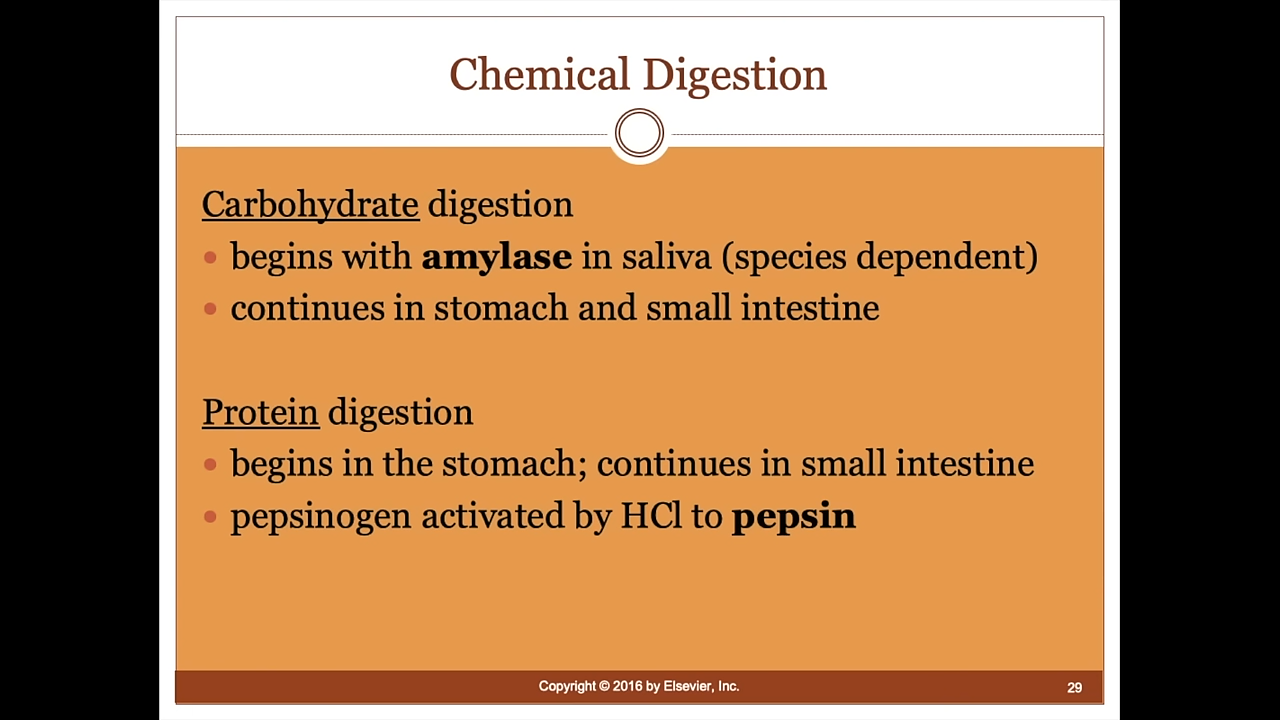 Chemical Digestion
Carbohydrate digestion
• begins with amylase in saliva (species dependent)
• continues in stomach and small intestine
Protein digestion
• begins in the stomach; continues in small intestine
• pepsinogen activated by HCl to pepsin
Copyright © 2016 by Elsevier, Inc.
29